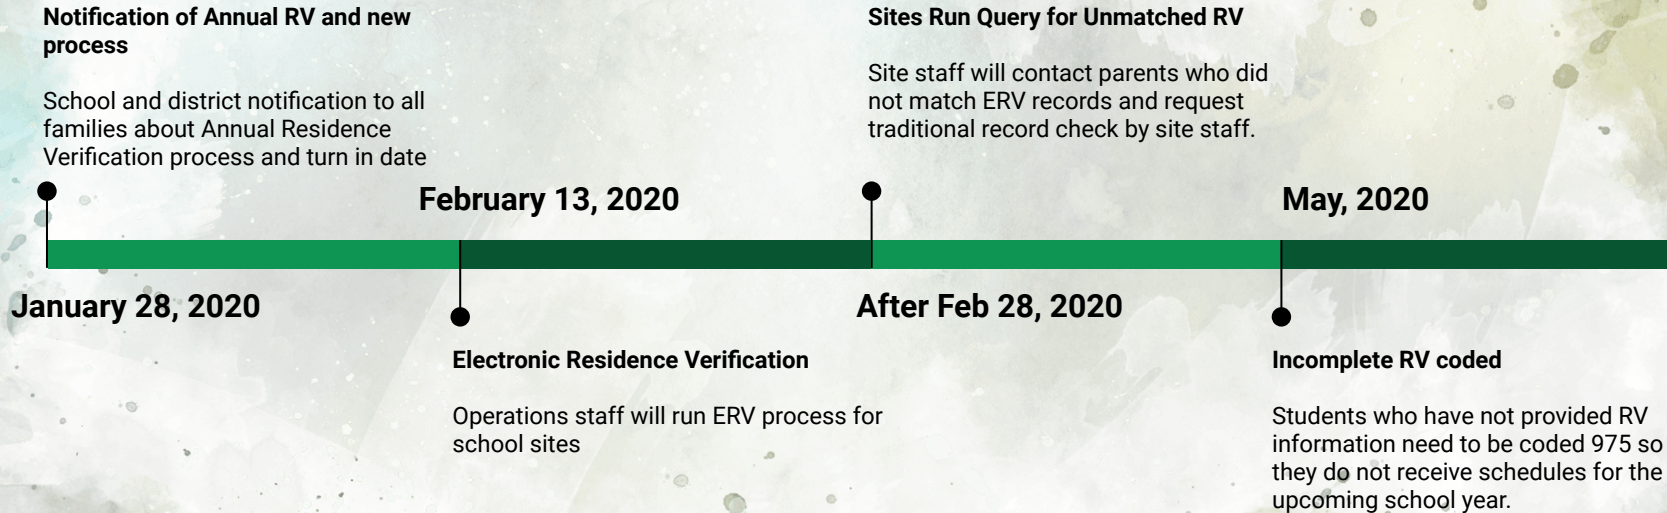 Notification of Annual RV and new
process
School and district notification to all
families about Annual Residence
Verification process and turn in date
January 28, 2020
February 13, 2020
Electronic Residence Verification
Operations staff will run ERV process for
school sites
Sites Run Query for Unmatched RV
Site staff will contact parents who did
not match ERV records and request
traditional record check by site staff.
After Feb 28, 2020
May, 2020
Incomplete RV coded
Students who have not provided RV
information need to be coded 975 so
they do not receive schedules for the
upcoming school year.